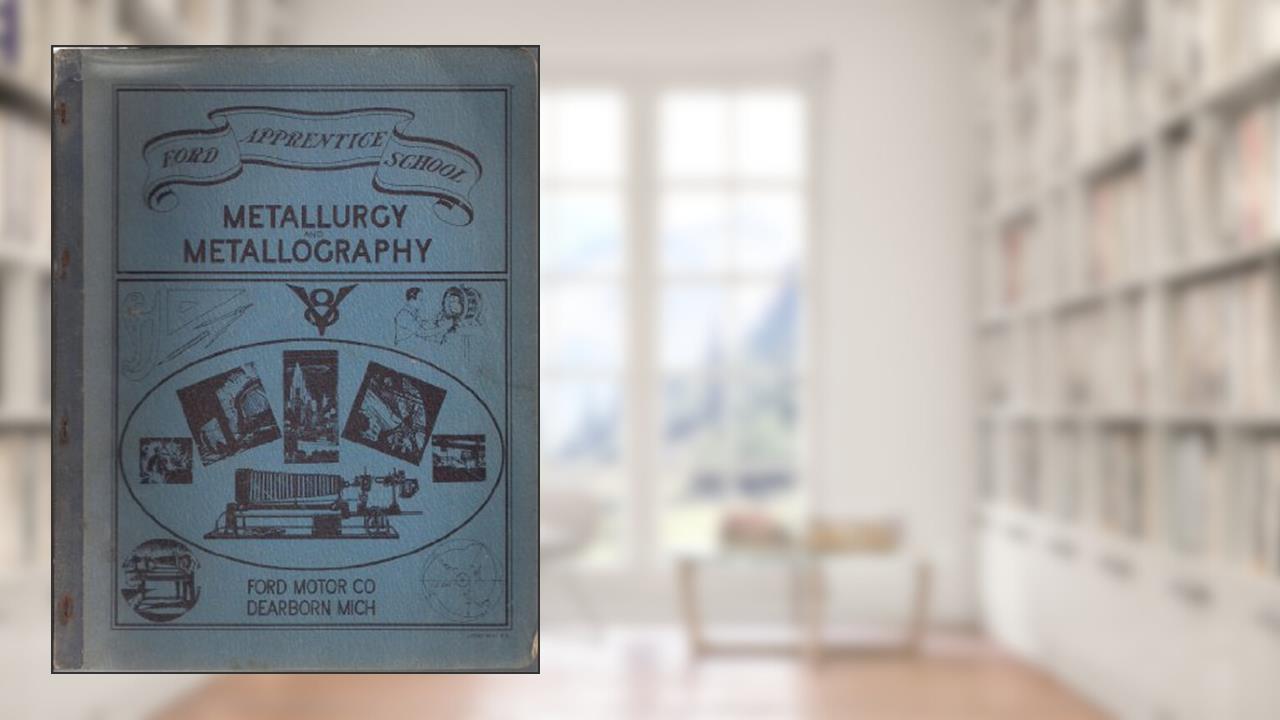 FORD APPRENTICE SCHOOL
METALLURGY
AND
METALLOGRAPHY
V8
FORD MOTOR CO
DEARBORN MICH